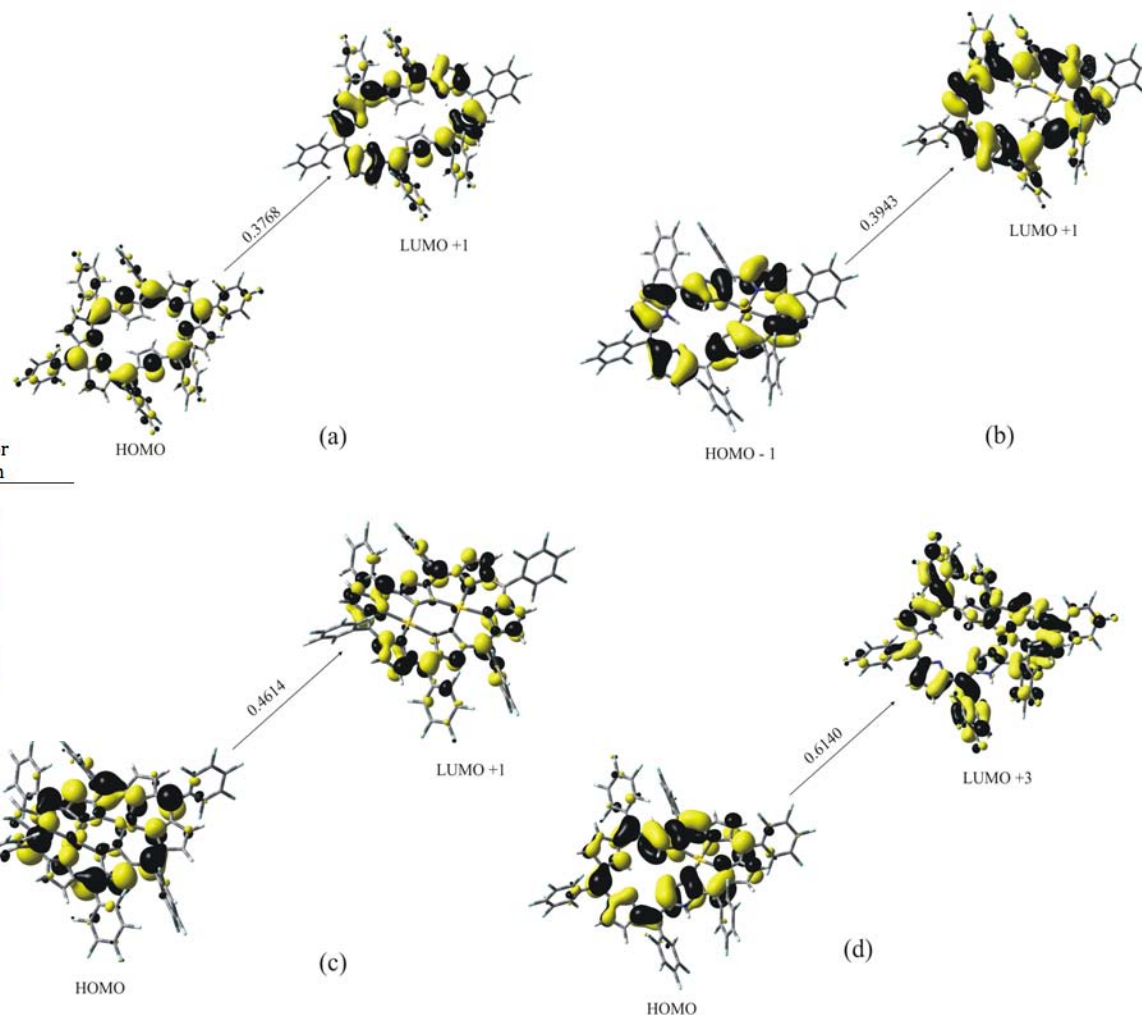 0.3768
LUMO +1
HOMO
(a)
0.3943
LUMO +1
HOMO - 1
(b)
or
n
0.4614
LUMO +1
HOMO
(c)
0.6140
LUMO +3
HOMO
(d)